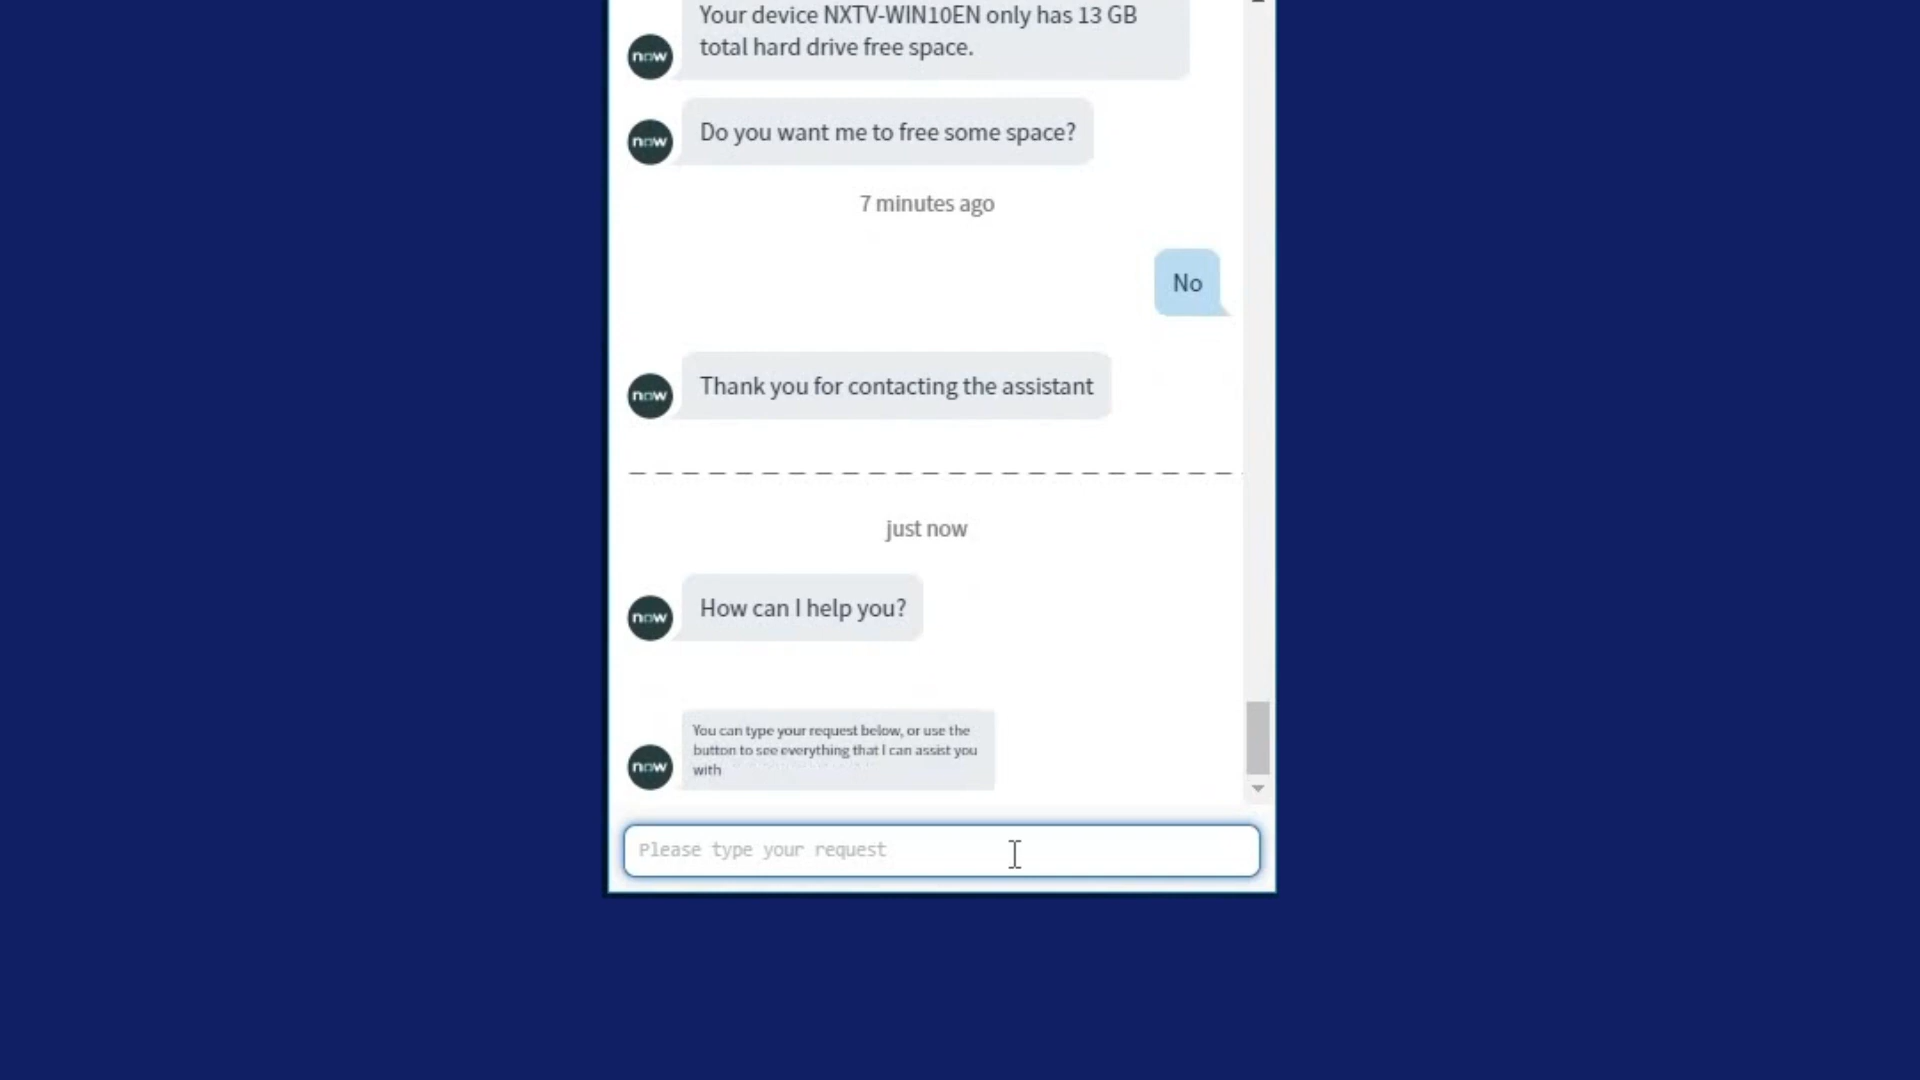 Your device NXTV-WIN10EN only has 13 GB
total hard drive free space.
now
Do you want me to free some space?
now
7 minutes ago
No
Thank you for contacting the assistant
now
just now
How can I help you?
now
You can type your request below, or use the
button to see everything that I can assist you
with
now
Please type your request